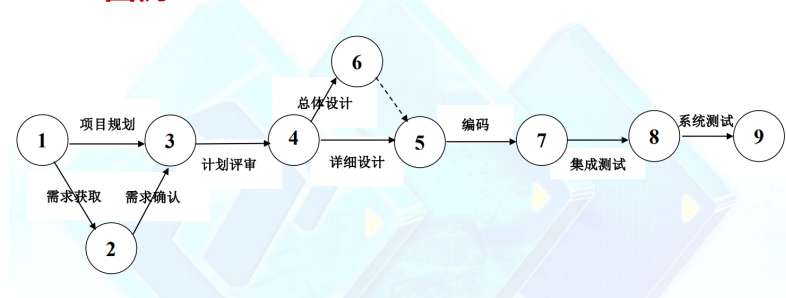 6
总体设计
项目规划
编码
系统测试
1
3
4
5
7
8
9
计划评审
详细设计
集成测试
需求获取
需求确认
2